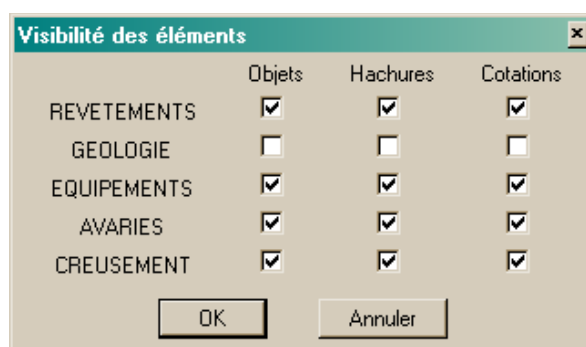 Visibilité des éléments
Objets Hachures Cotations
REVETEMENTS
GEOLOGIE
EQUIPEMENTS
AVARIES
CREUSEMENT
OK Annuler